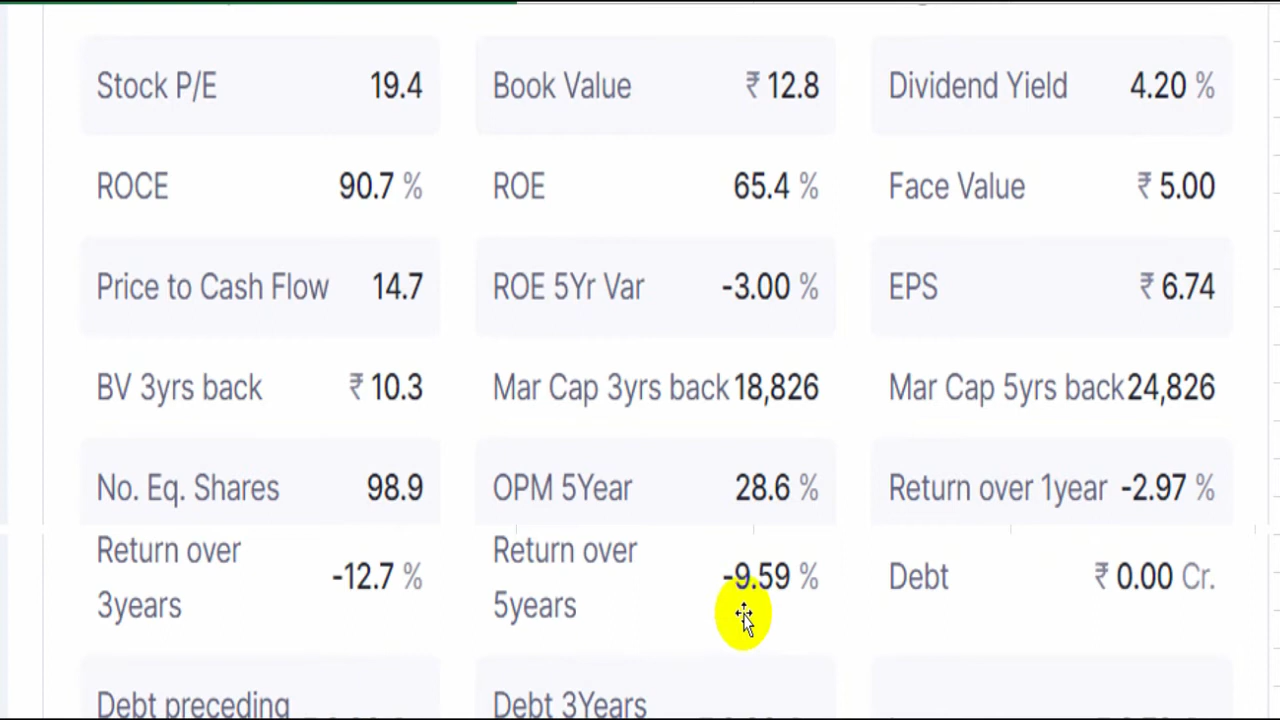 Stock P/E 19.4 Book Value ₹ 12.8 Dividend Yield 4.20 %
ROCE 90.7 % ROE 65.4 % Face Value ₹ 5.00
Price to Cash Flow 14.7 ROE 5Yr Var -3.00 % EPS ₹ 6.74
BV 3yrs back ₹ 10.3 Mar Cap 3yrs back 18,826 Mar Cap 5yrs back 24,826
No. Eq. Shares 98.9 OPM 5Year 28.6 % Return over 1year -2.97 %
Return over Return over
-12.7 % -9.59 % Debt ₹ 0.00 Cr.
3years 5years
Debt preceding Debt 3Years